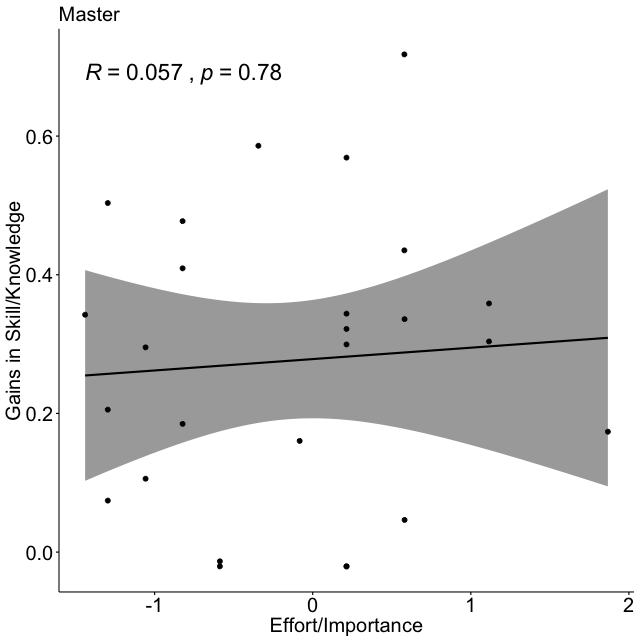 Master
R = 0.057 , p = 0.78
Gains in Skill/Knowledge
0.6
0.4
0.2
0.0
-1
0
1
2
Effort/Importance